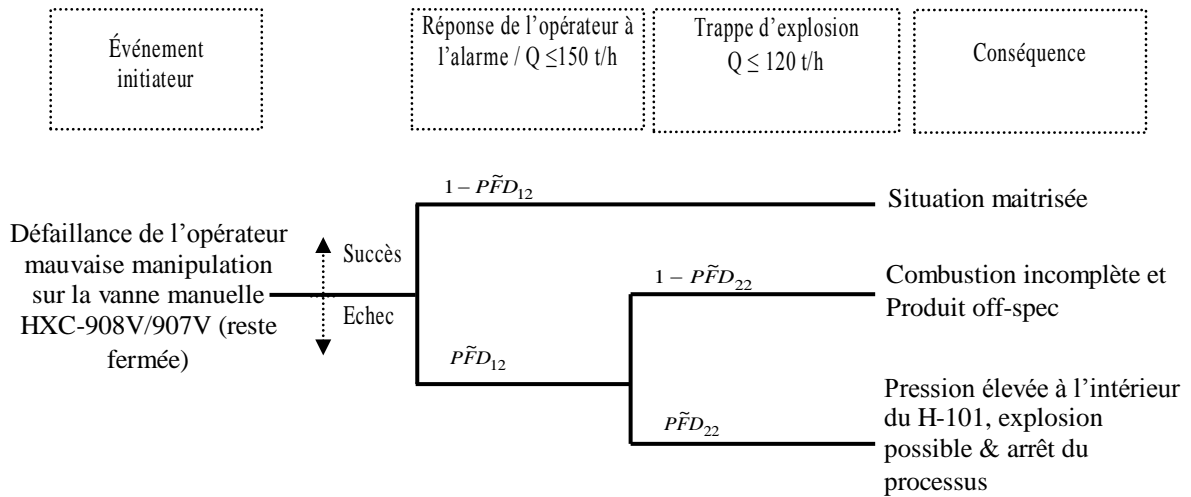 Événement
initiateur
Réponse de l'opérateur à
l'alarme / Q ≤150 t/h
Trappe d'explosion
Q ≤ 120 t/h
Conséquence
1 − PF̃D₁₂
Situation maitrisée
Défaillance de l'opérateur
mauvaise manipulation
sur la vanne manuelle
HXC-908V/907V (reste
fermée)
Succès
Echec
1 − PF̃D₂₂
Combustion incomplète et
Produit off-spec
PF̃D₁₂
PF̃D₂₂
Pression élevée à l'intérieur
du H-101, explosion
possible & arrêt du
processus